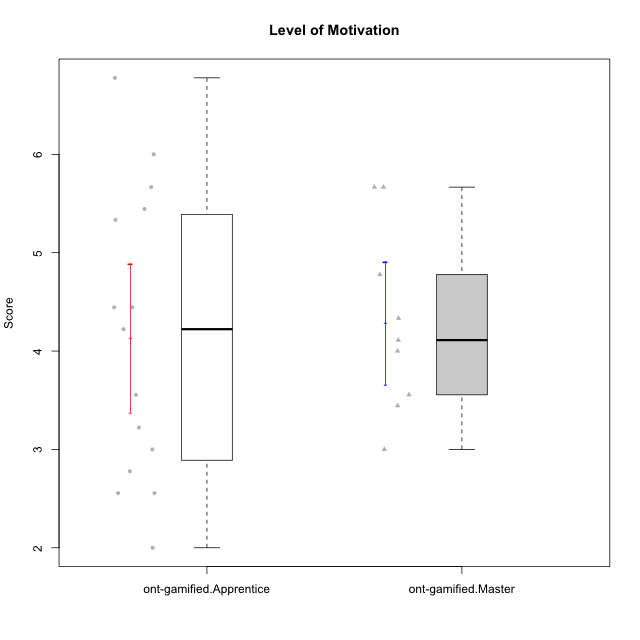 Level of Motivation
Score
6
5
4
3
2
ont-gamified.Apprentice
ont-gamified.Master